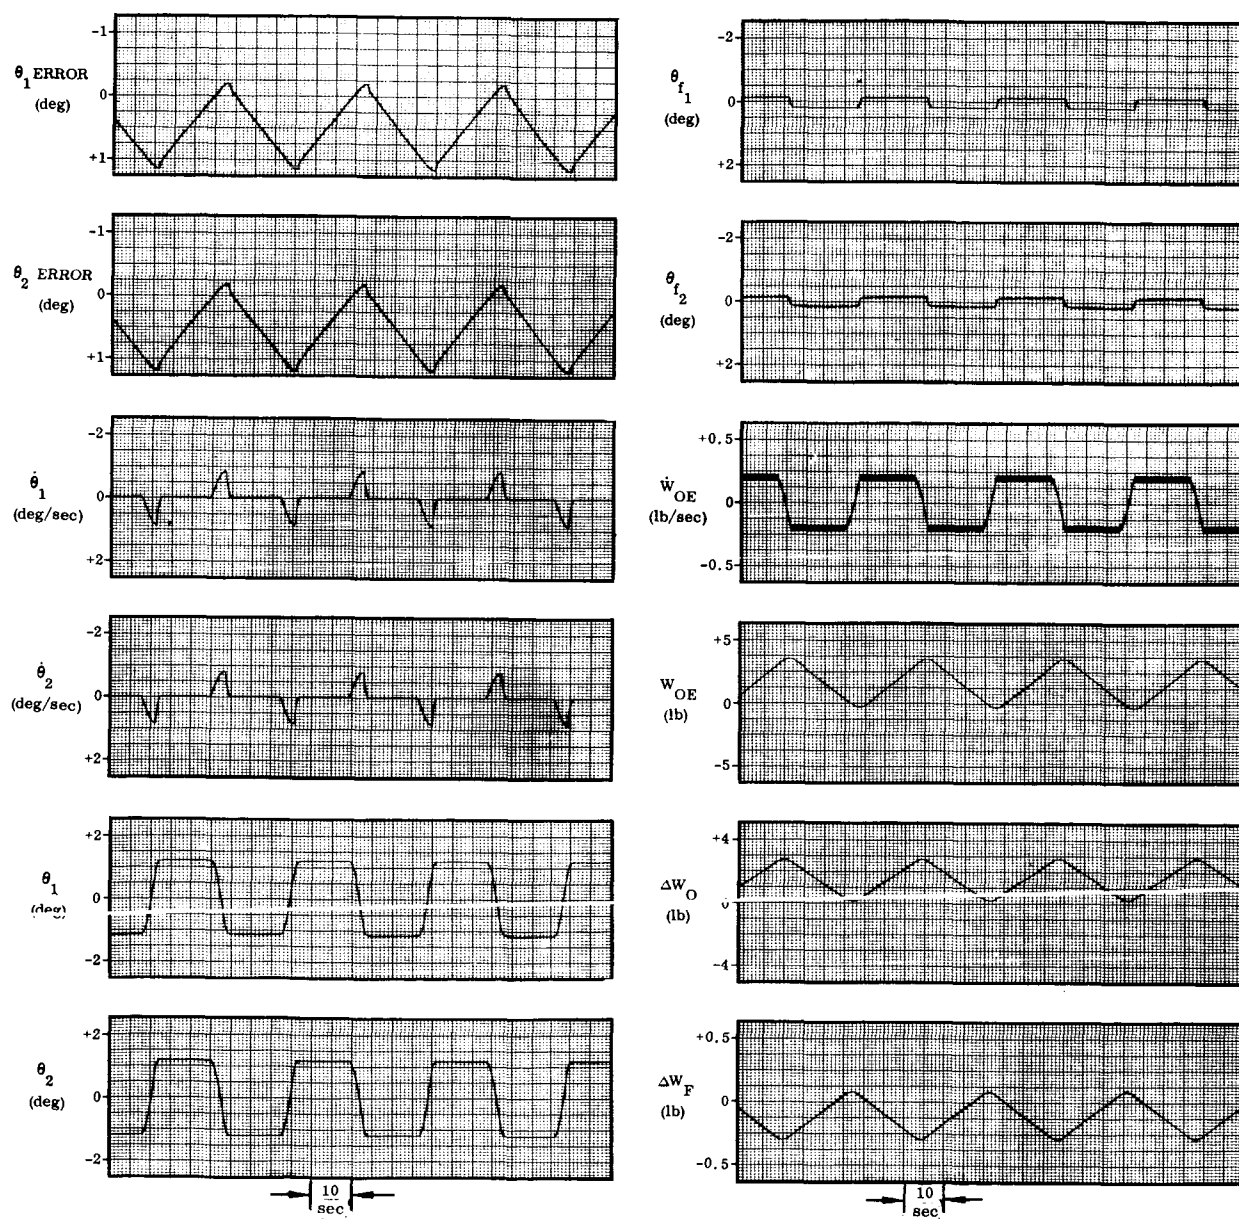 -1
θ1 ERROR
0
(deg)
+1
-1
θ2 ERROR
0
(deg)
+1
-2
θ̇1
0
(deg/sec)
+2
-2
θ̇2
0
(deg/sec)
+2
+2
θ1
0
(deg)
-2
+2
θ2
0
(deg)
-2
10
sec
-2
θf1
0
(deg)
+2
-2
θf2
0
(deg)
+2
+0.5
ẆOE
0
(lb/sec)
-0.5
+5
WOE
0
(lb)
-5
+4
ΔWO
0
(lb)
-4
+0.5
ΔWF
0
(lb)
-0.5
10
sec